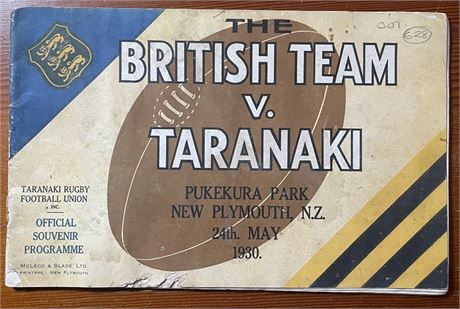 THE
BRITISH TEAM
V.
TARANAKI
PUKEKURA PARK
NEW PLYMOUTH, N.Z.
24th. MAY
1930.
TARANAKI RUGBY
FOOTBALL UNION
INC.
OFFICIAL
SOUVENIR
PROGRAMME
MCLEOD & SLADE LTD.
PRINTERS - NEW PLYMOUTH
628